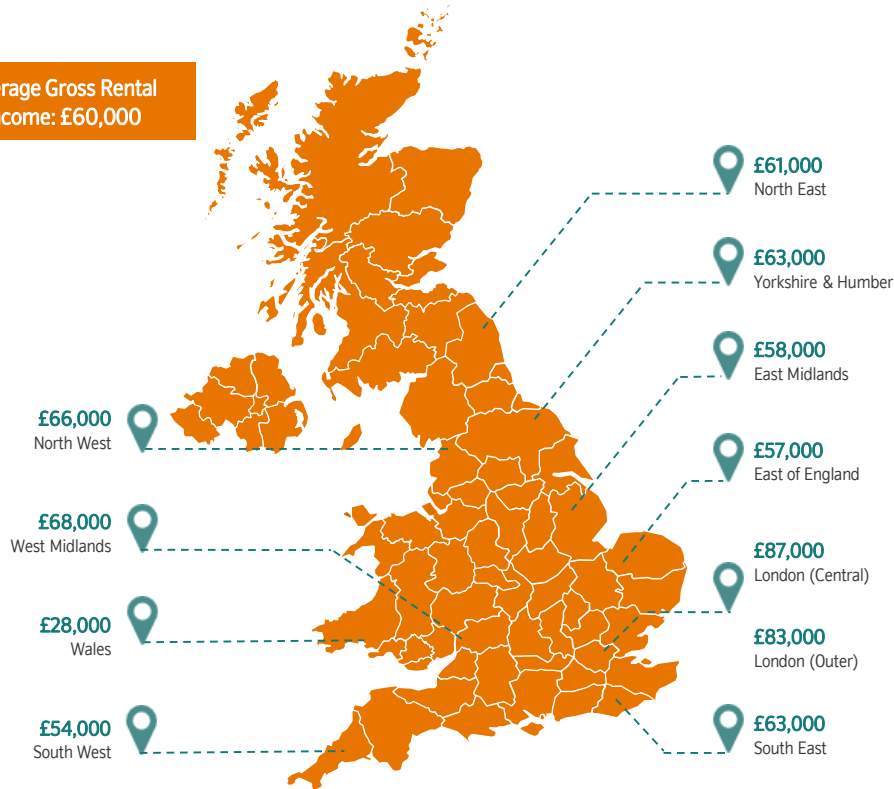 erage Gross Rental
ncome: £60,000
£61,000
North East
£63,000
Yorkshire & Humber
£58,000
East Midlands
£57,000
East of England
£87,000
London (Central)
£83,000
London (Outer)
£63,000
South East
£66,000
North West
£68,000
West Midlands
£28,000
Wales
£54,000
South West